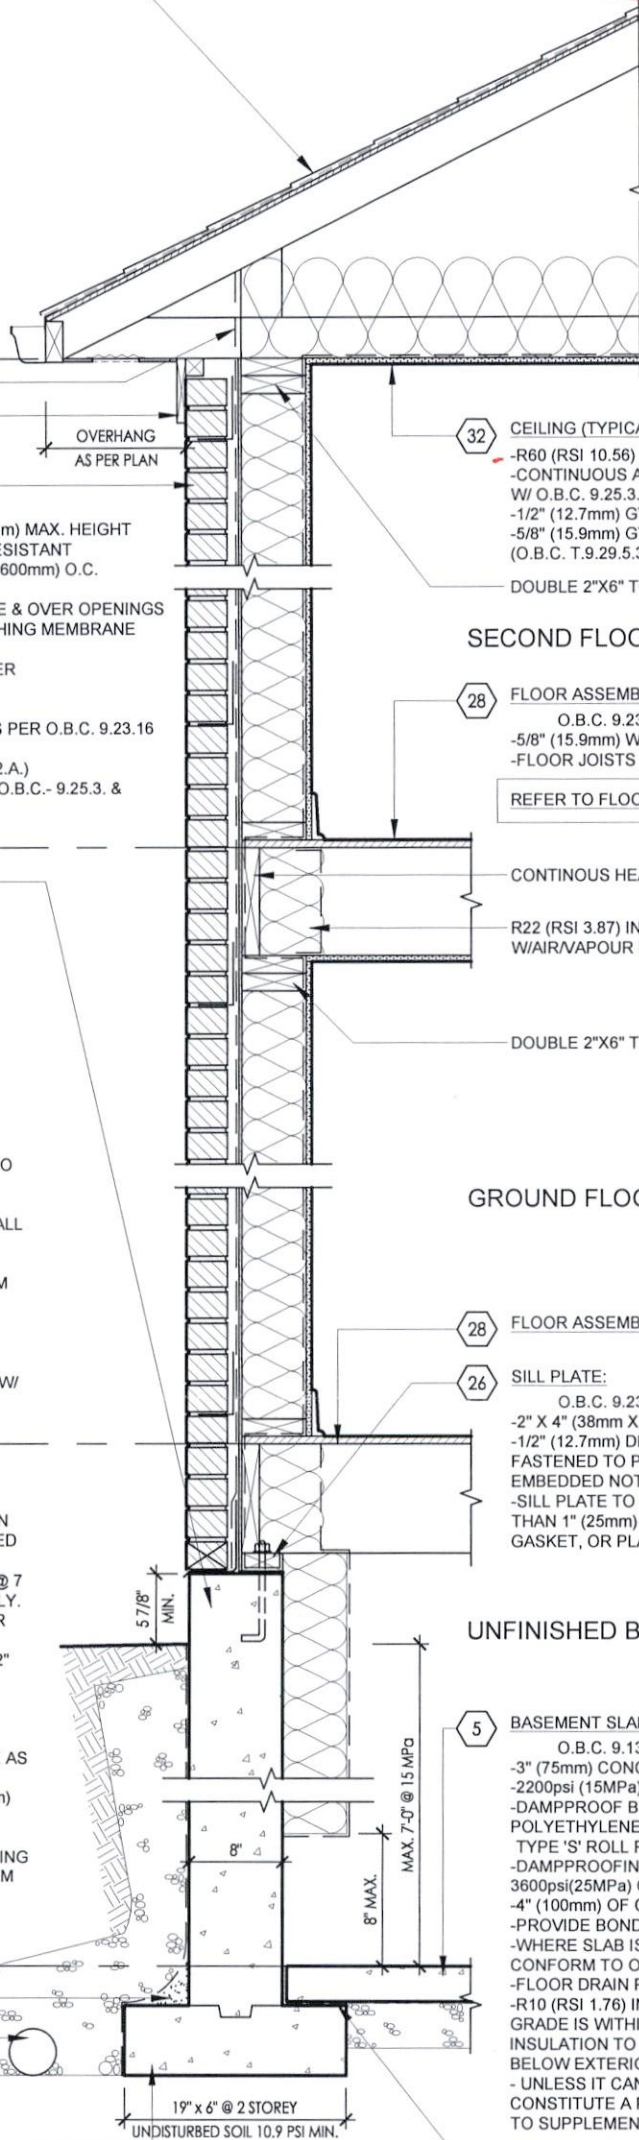 OVERHANG
AS PER PLAN
m) MAX. HEIGHT
ESISTANT
600mm) O.C.
E & OVER OPENINGS
HING MEMBRANE
ER
S PER O.B.C. 9.23.16
2.A.)
O.B.C.- 9.25.3. &
O
ALL
M
W/
N
ED
@ 7
LY.
R
2"
E AS
m)
ING
M
32
CEILING (TYPICA
-R60 (RSI 10.56)
-CONTINUOUS A
W/ O.B.C. 9.25.3.
-1/2" (12.7mm) G
-5/8" (15.9mm) G
(O.B.C. T.9.29.5.3
DOUBLE 2"X6" T
SECOND FLOO
28
FLOOR ASSEMB
O.B.C. 9.23
-5/8" (15.9mm) W
-FLOOR JOISTS
REFER TO FLOO
CONTINOUS HEA
R22 (RSI 3.87) IN
W/AIR/VAPOUR
DOUBLE 2"X6" T
GROUND FLOO
28
FLOOR ASSEMB
26
SILL PLATE:
O.B.C. 9.23
-2" X 4" (38mm X
-1/2" (12.7mm) DI
FASTENED TO P
EMBEDDED NOT
-SILL PLATE TO
THAN 1" (25mm)
GASKET, OR PLA
5 7/8"
MIN.
UNFINISHED B
5
BASEMENT SLAB
O.B.C. 9.13
-3" (75mm) CONC
-2200psi (15MPa)
-DAMPPROOF B
POLYETHYLENE
TYPE 'S' ROLL R
-DAMPPROOFIN
3600psi(25MPa) C
-4" (100mm) OF C
-PROVIDE BOND
-WHERE SLAB IS
CONFORM TO O
-FLOOR DRAIN P
-R10 (RSI 1.76) IN
GRADE IS WITHI
INSULATION TO
BELOW EXTERIO
- UNLESS IT CAN
CONSTITUTE A
TO SUPPLEMEN
MAX. 7'-0" @ 15 MPa
8"
8" MAX.
19" x 6" @ 2 STOREY
UNDISTURBED SOIL 10.9 PSI MIN.